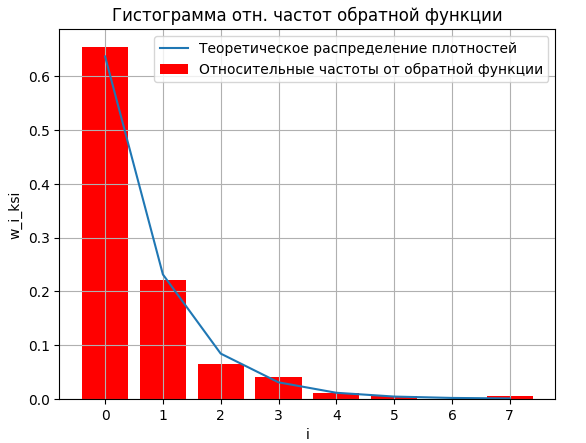 Гистограмма отн. частот обратной функции
Теоретическое распределение плотностей
Относительные частоты от обратной функции
w_i_ksi
0.6
0.5
0.4
0.3
0.2
0.1
0.0
0 1 2 3 4 5 6 7
i